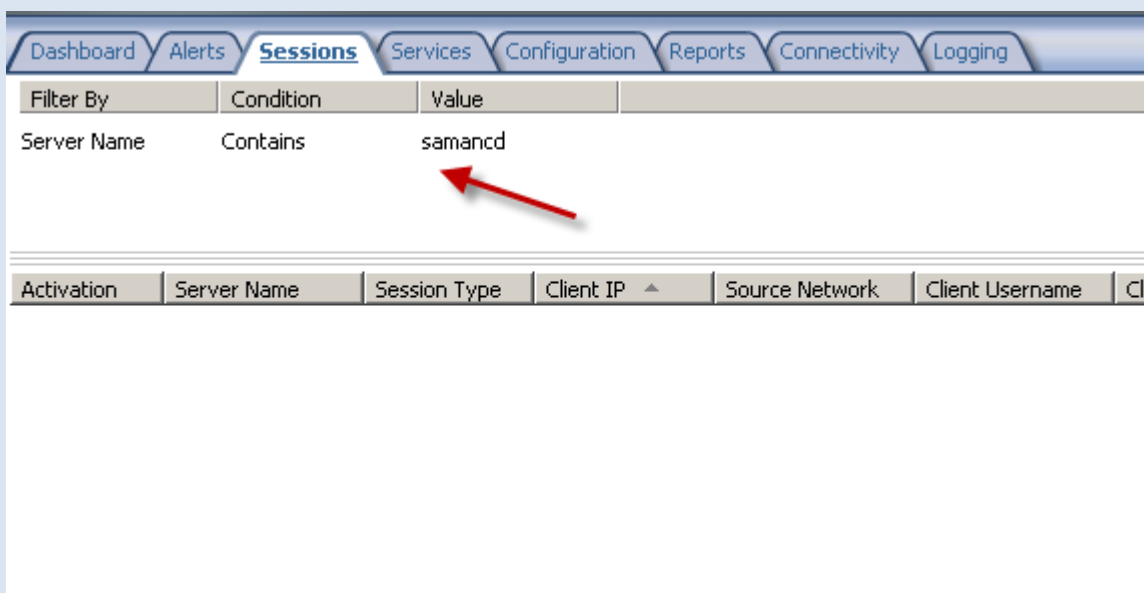 Dashboard Alerts Sessions Services Configuration Reports Connectivity Logging
Filter By Condition Value
Server Name Contains samancd
Activation Server Name Session Type Client IP Source Network Client Username Cl